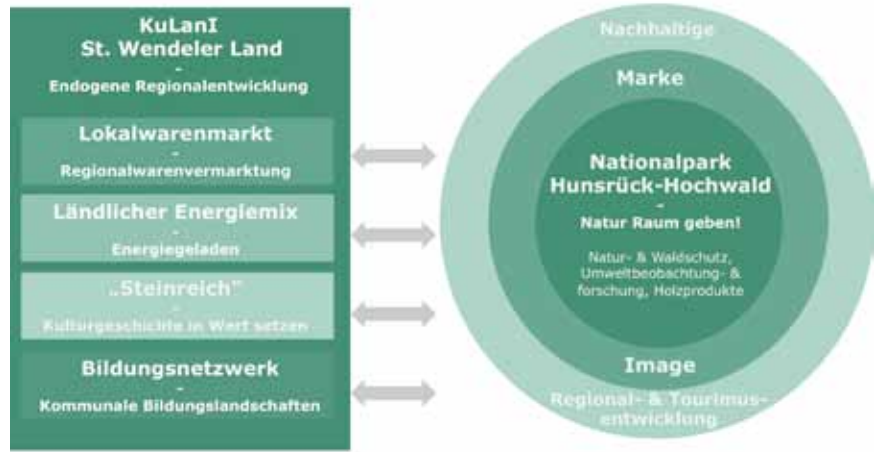 KuLanI
St. Wendeler Land
-
Endogene Regionalentwicklung
Lokalwarenmarkt
-
Regionalwarenvermarktung
Ländlicher Energiemix
-
Energiegeladen
„Steinreich"
-
Kulturgeschichte in Wert setzen
Bildungsnetzwerk
-
Kommunale Bildungslandschaften
Nachhaltige
Marke
Nationalpark
Hunsrück-Hochwald
-
Natur Raum geben!
Natur- & Waldschutz,
Umweltbeobachtung- &
forschung, Holzprodukte
Image
Regional- & Tourimus-
entwicklung